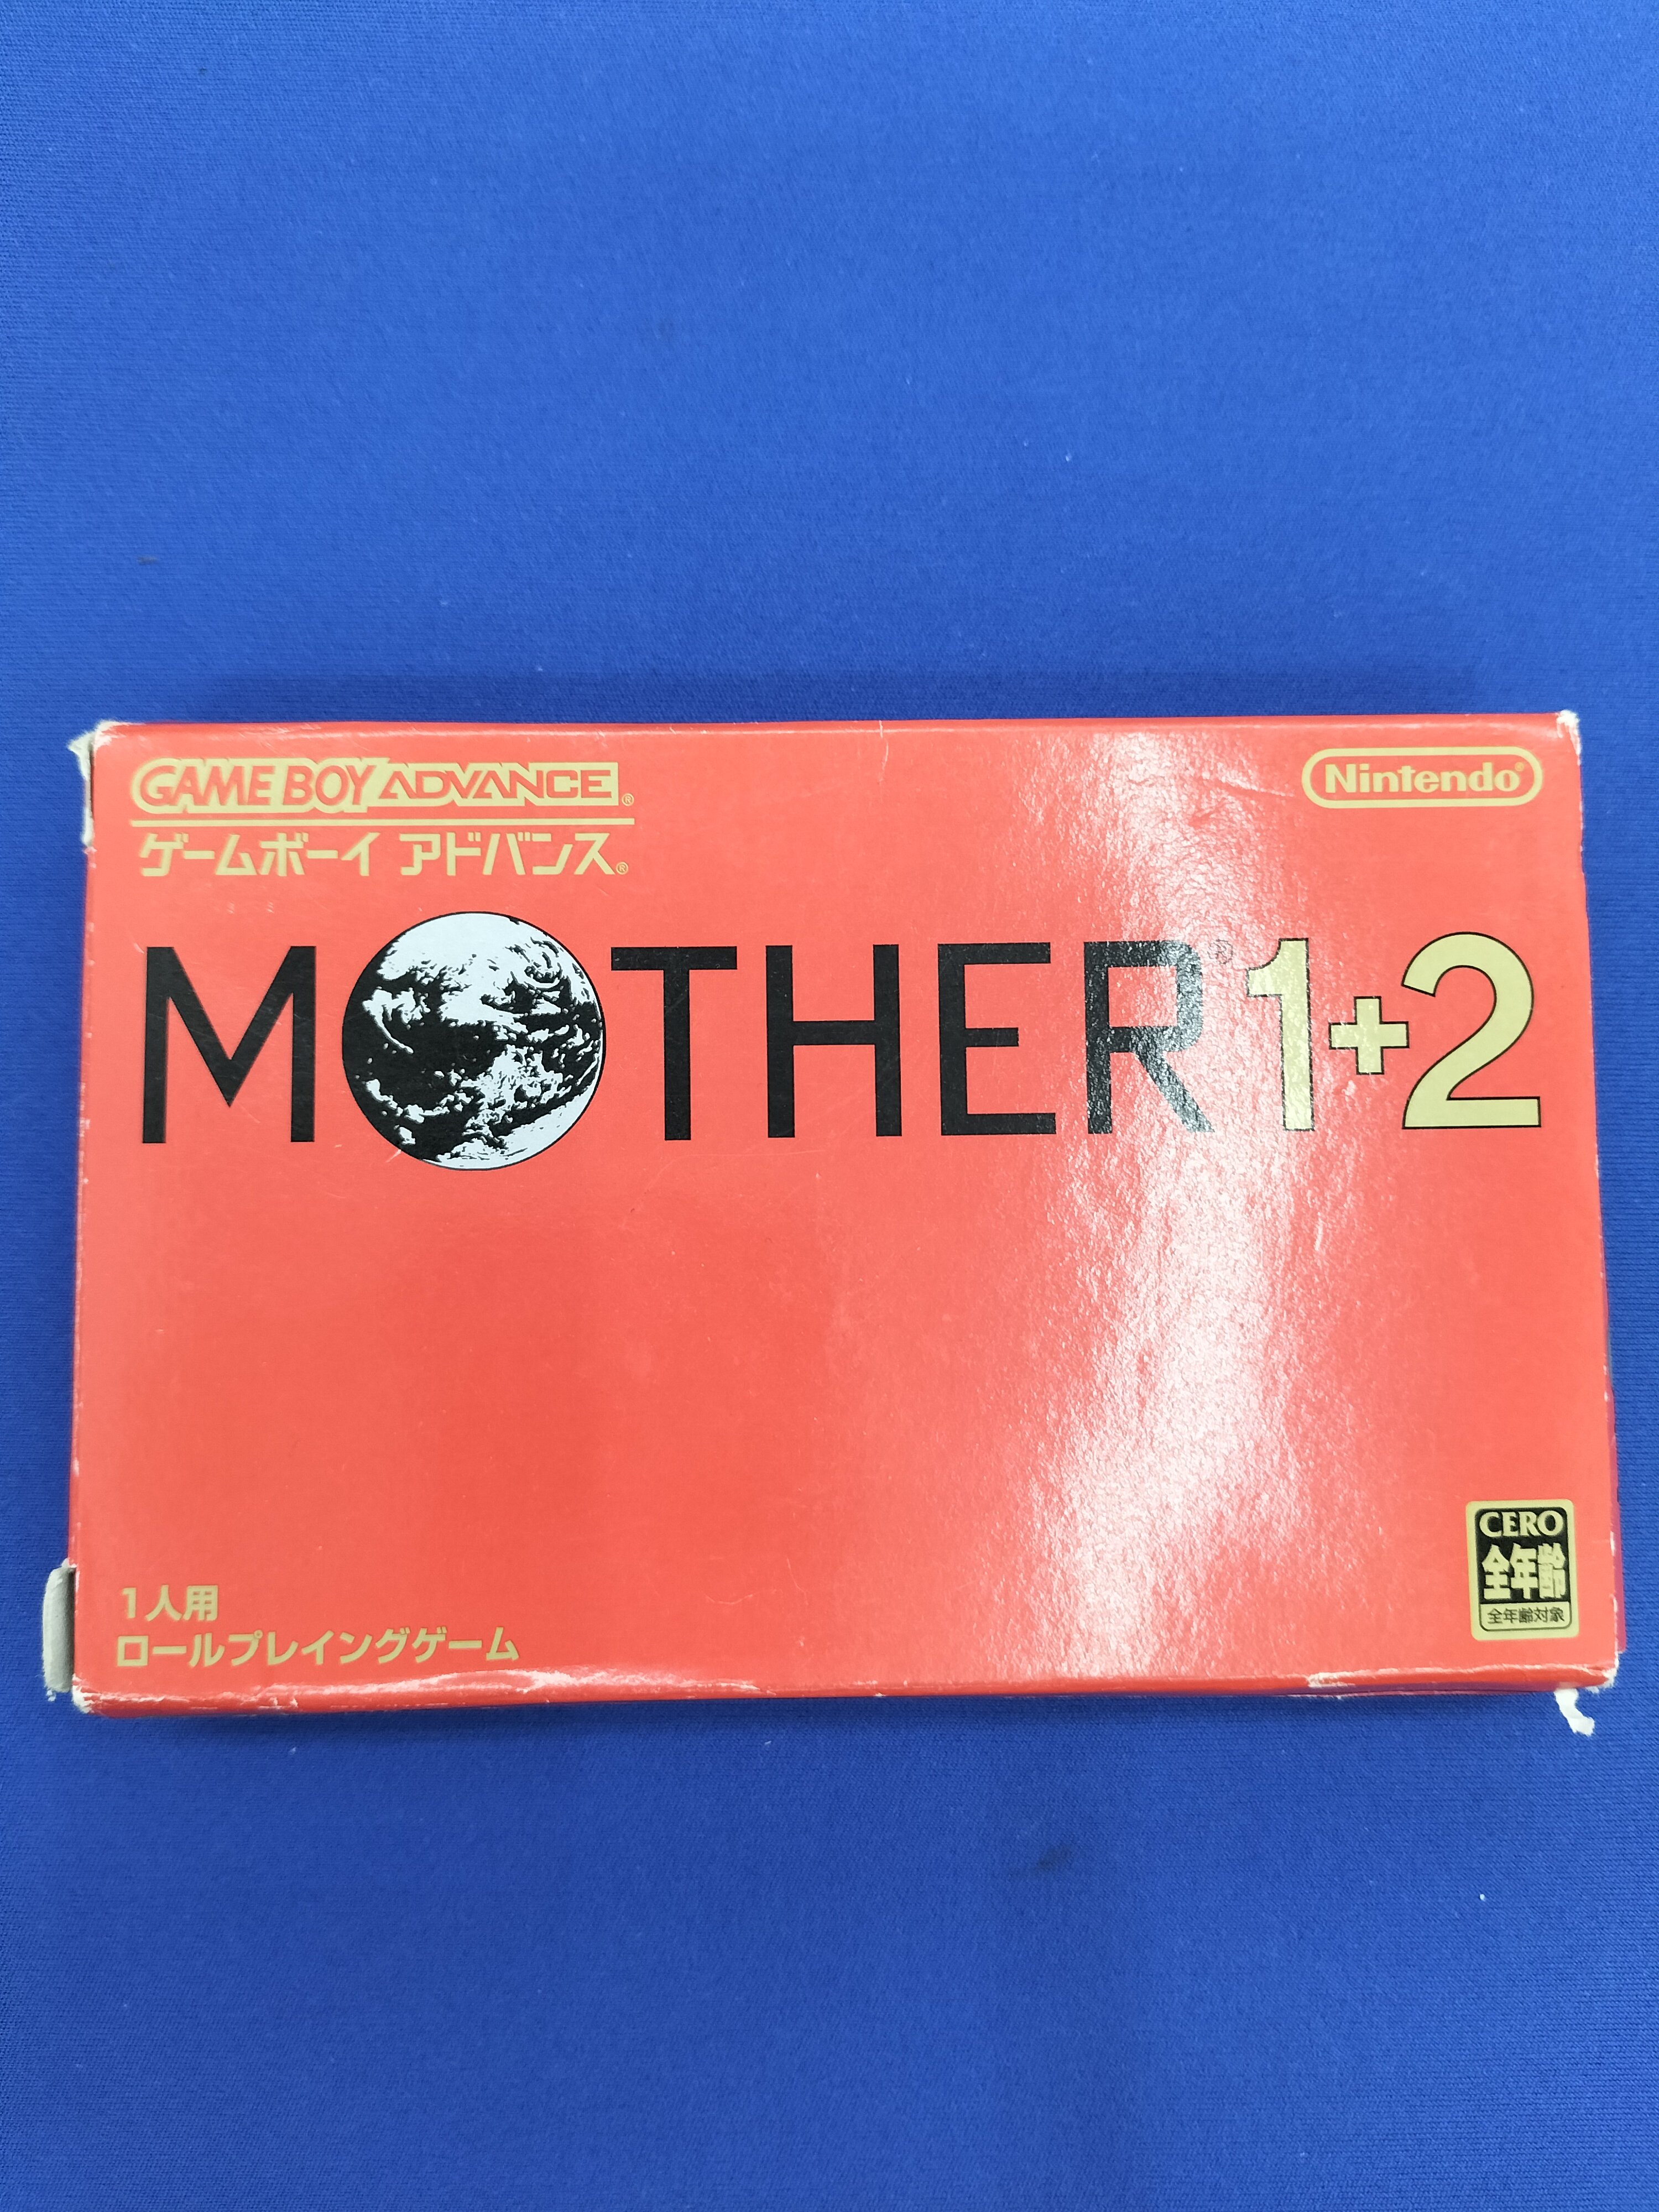 GAME BOY ADVANCE®
Nintendo®
ゲームボーイ アドバンス®
MOTHER® 1+2
1人用
ロールプレイングゲーム
CERO
全年齢
全年齢対象